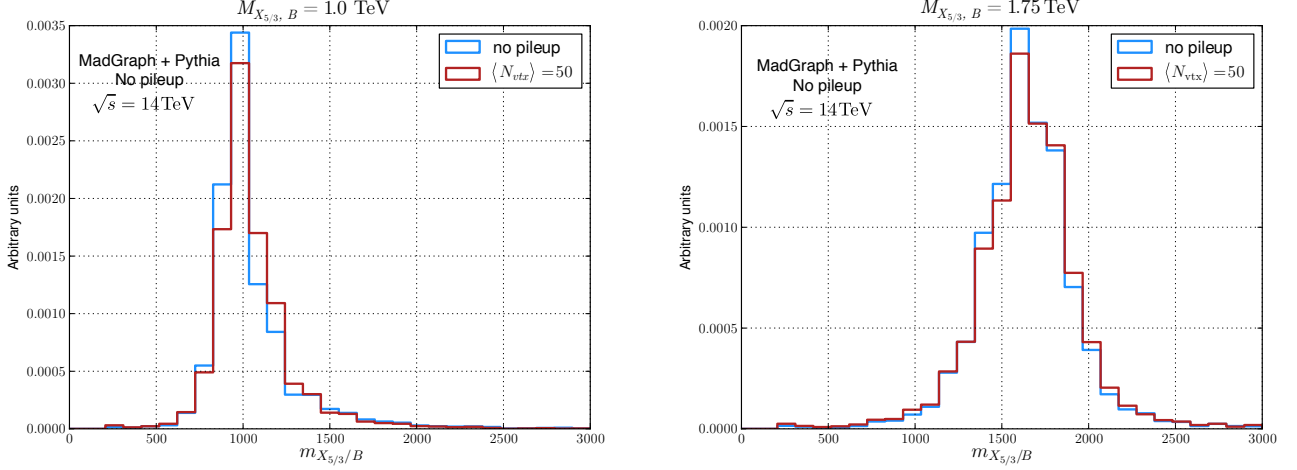 M_{X_{5/3}, B} = 1.0 TeV
0.0035
0.0030
0.0025
0.0020
0.0015
0.0010
0.0005
0.0000
Arbitrary units
MadGraph + Pythia
No pileup
√s = 14 TeV
no pileup
⟨N_{vtx}⟩ = 50
0 500 1000 1500 2000 2500 3000
m_{X_{5/3}/B}
M_{X_{5/3}, B} = 1.75 TeV
0.0020
0.0015
0.0010
0.0005
0.0000
Arbitrary units
MadGraph + Pythia
No pileup
√s = 14 TeV
no pileup
⟨N_{vtx}⟩ = 50
0 500 1000 1500 2000 2500 3000
m_{X_{5/3}/B}